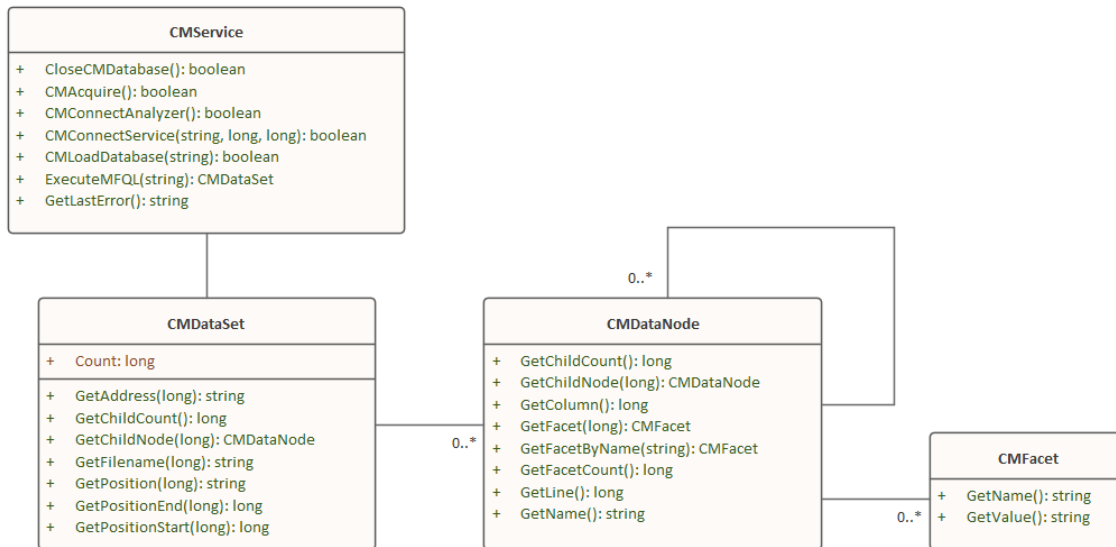 CMService
+ CloseCMDatabase(): boolean
+ CMAcquire(): boolean
+ CMConnectAnalyzer(): boolean
+ CMConnectService(string, long, long): boolean
+ CMLoadDatabase(string): boolean
+ ExecuteMFQL(string): CMDataSet
+ GetLastError(): string
0..*
CMDataSet
+ Count: long
+ GetAddress(long): string
+ GetChildCount(): long
+ GetChildNode(long): CMDataNode
+ GetFilename(long): string
+ GetPosition(long): string
+ GetPositionEnd(long): long
+ GetPositionStart(long): long
0..*
CMDataNode
+ GetChildCount(): long
+ GetChildNode(long): CMDataNode
+ GetColumn(): long
+ GetFacet(long): CMFacet
+ GetFacetByName(string): CMFacet
+ GetFacetCount(): long
+ GetLine(): long
+ GetName(): string
0..*
CMFacet
+ GetName(): string
+ GetValue(): string